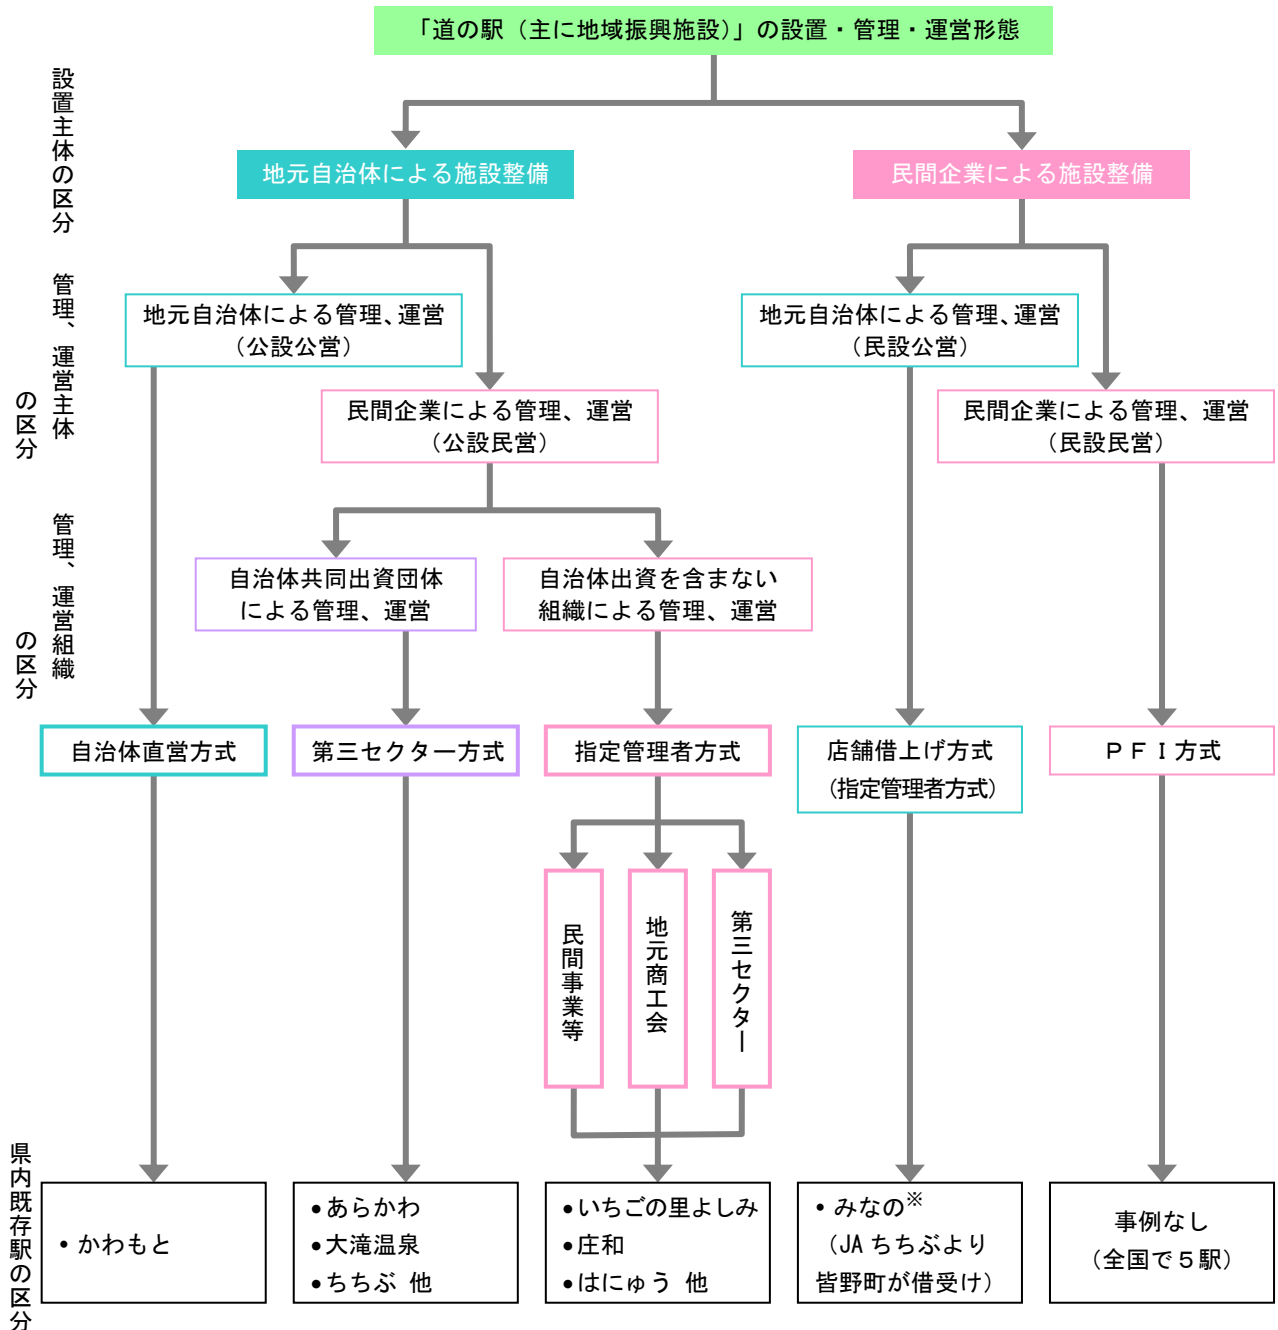 「道の駅（主に地域振興施設）」の設置・管理・運営形態
設置主体の区分
地元自治体による施設整備
民間企業による施設整備
管理、運営主体
の区分
地元自治体による管理、運営
（公設公営）
地元自治体による管理、運営
（民設公営）
民間企業による管理、運営
（公設民営）
民間企業による管理、運営
（民設民営）
管理、運営組織
の区分
自治体共同出資団体
による管理、運営
自治体出資を含まない
組織による管理、運営
自治体直営方式
第三セクター方式
指定管理者方式
店舗借上げ方式
（指定管理者方式）
ＰＦＩ方式
民間事業等
地元商工会
第三セクター
県内既存駅の区分
・かわもと
●あらかわ
●大滝温泉
●ちちぶ 他
●いちごの里よしみ
●庄和
●はにゅう 他
・みなの※
（JA ちちぶより
皆野町が借受け）
事例なし
（全国で５駅）